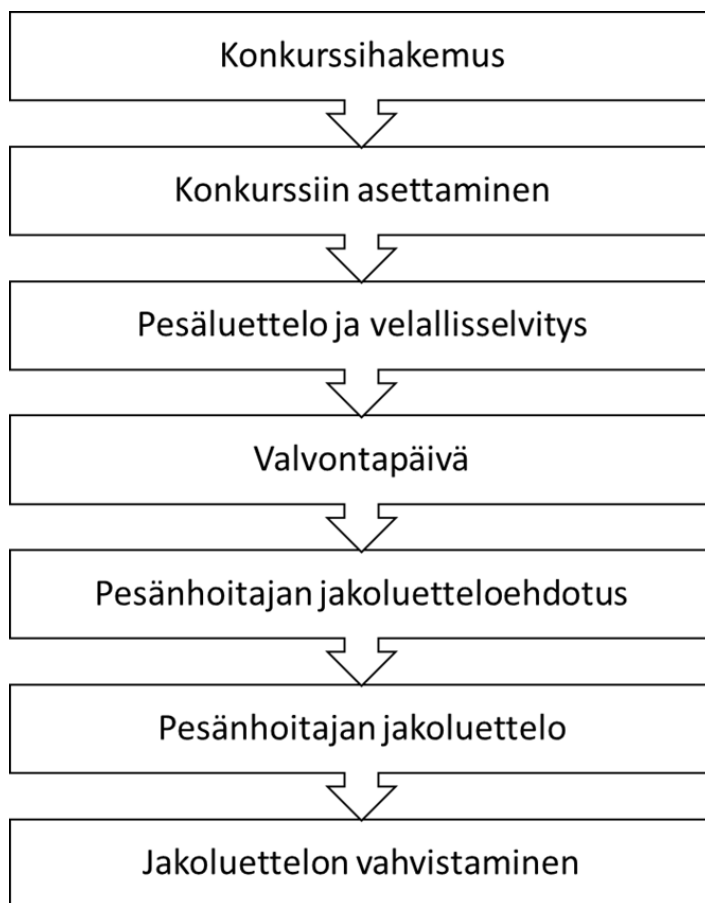 Konkurssihakemus
Konkurssiin asettaminen
Pesäluettelo ja velallisselvitys
Valvontapäivä
Pesänhoitajan jakoluetteloehdotus
Pesänhoitajan jakoluettelo
Jakoluettelon vahvistaminen